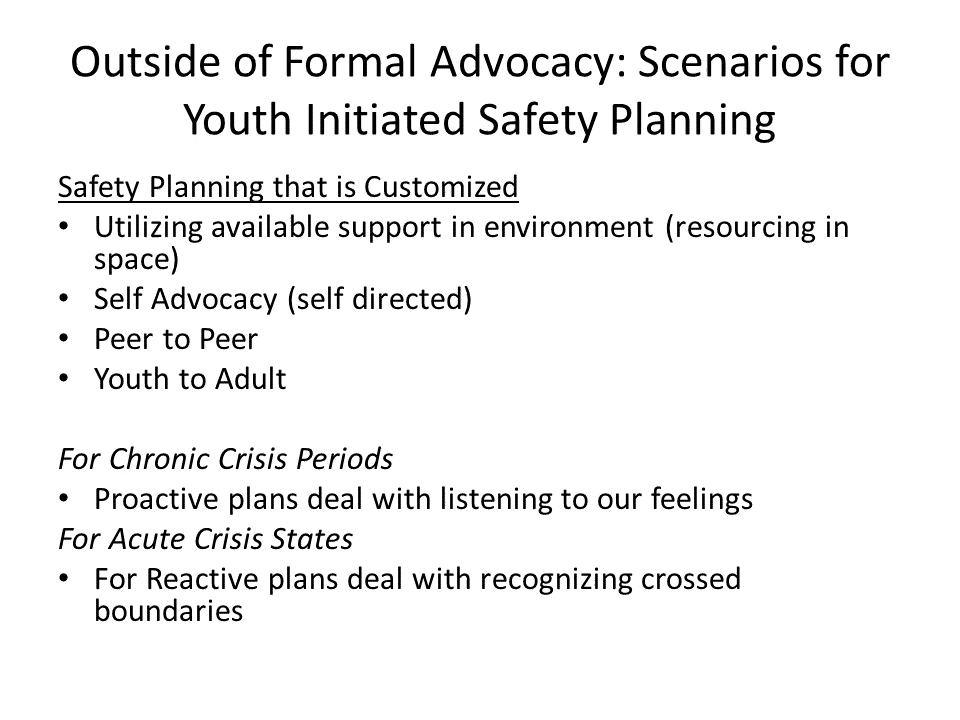 Outside of Formal Advocacy: Scenarios for
Youth Initiated Safety Planning
Safety Planning that is Customized
• Utilizing available support in environment (resourcing in
space)
• Self Advocacy (self directed)
• Peer to Peer
• Youth to Adult
For Chronic Crisis Periods
• Proactive plans deal with listening to our feelings
For Acute Crisis States
• For Reactive plans deal with recognizing crossed
boundaries